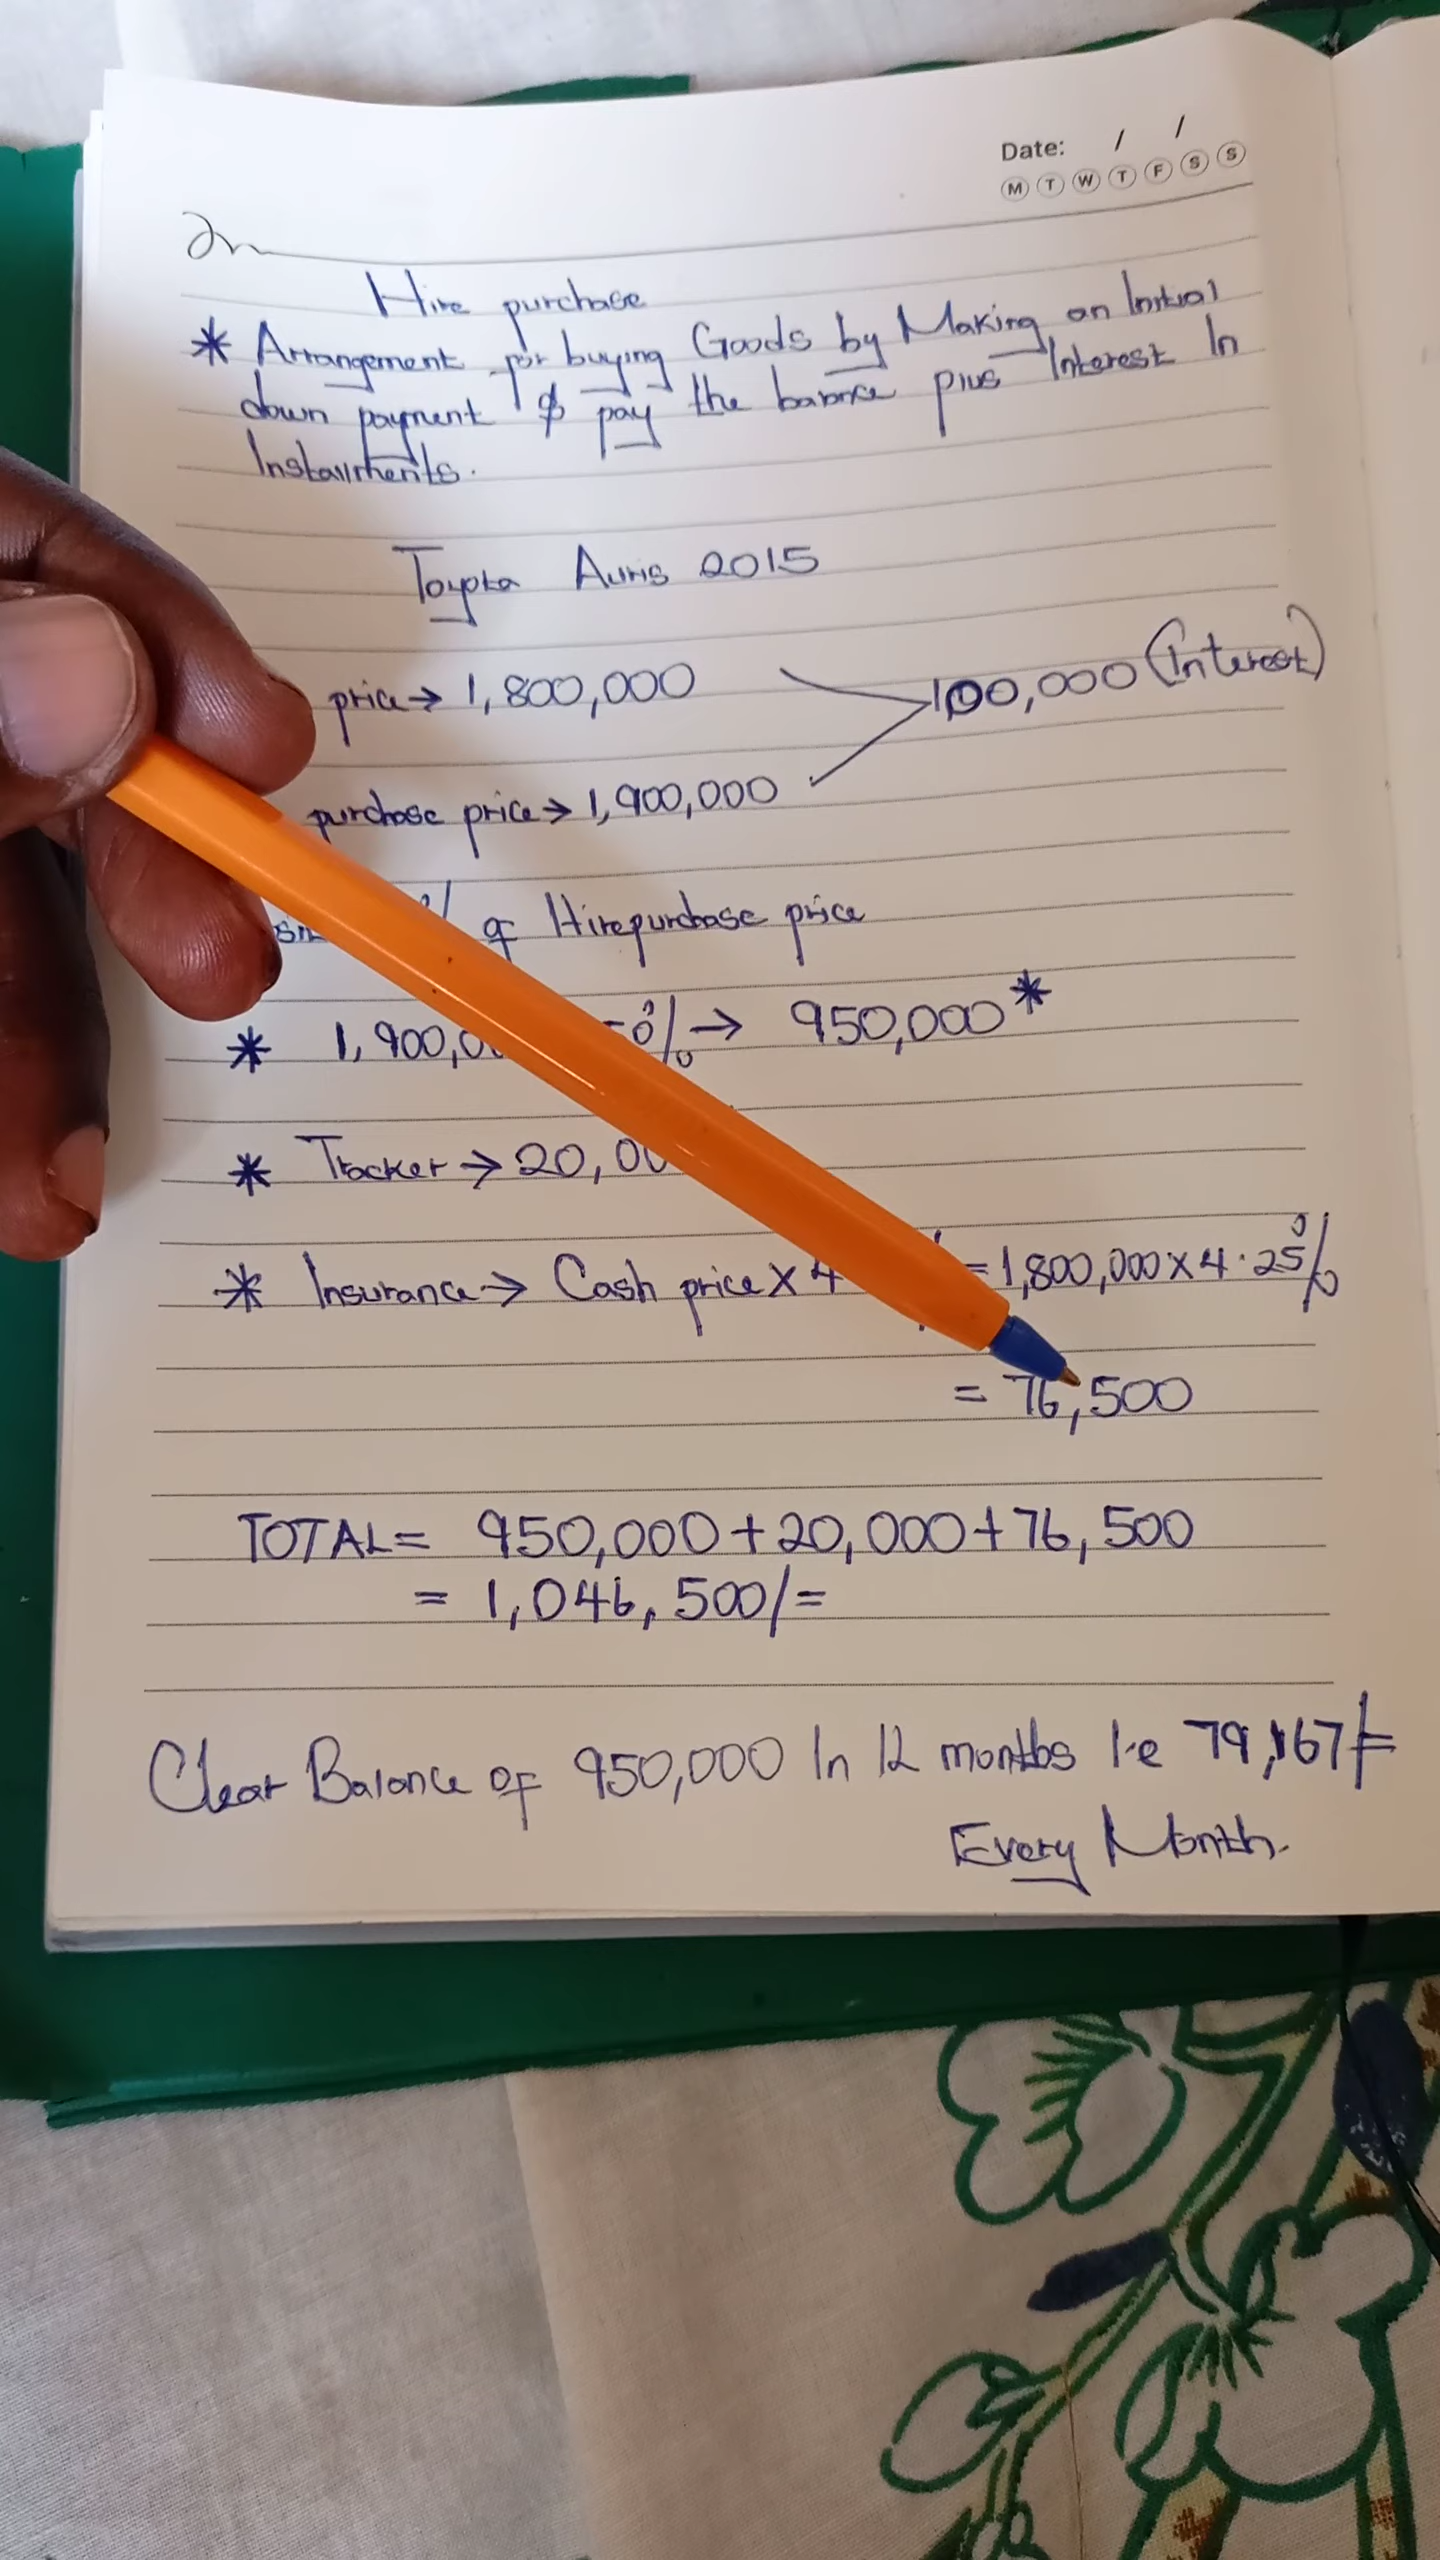 Date: / /
M T W T F S S
Hire purchase
* Arrangement for buying Goods by Making an Initial
down payment & pay the balance plus Interest In
Installments.
Toyota Auris 2015
price → 1,800,000
100,000 (Interest)
purchase price → 1,900,000
of Hirepurchase price
* 1,900,0 0% → 950,000 *
* Tracker → 20,00
* Insurance → Cash price x 4 = 1,800,000 x 4.25%
= 76,500
TOTAL = 950,000 + 20,000 + 76,500
= 1,046,500/=
Clear Balance of 950,000 In 12 months i.e 79,167/=
Every Month.